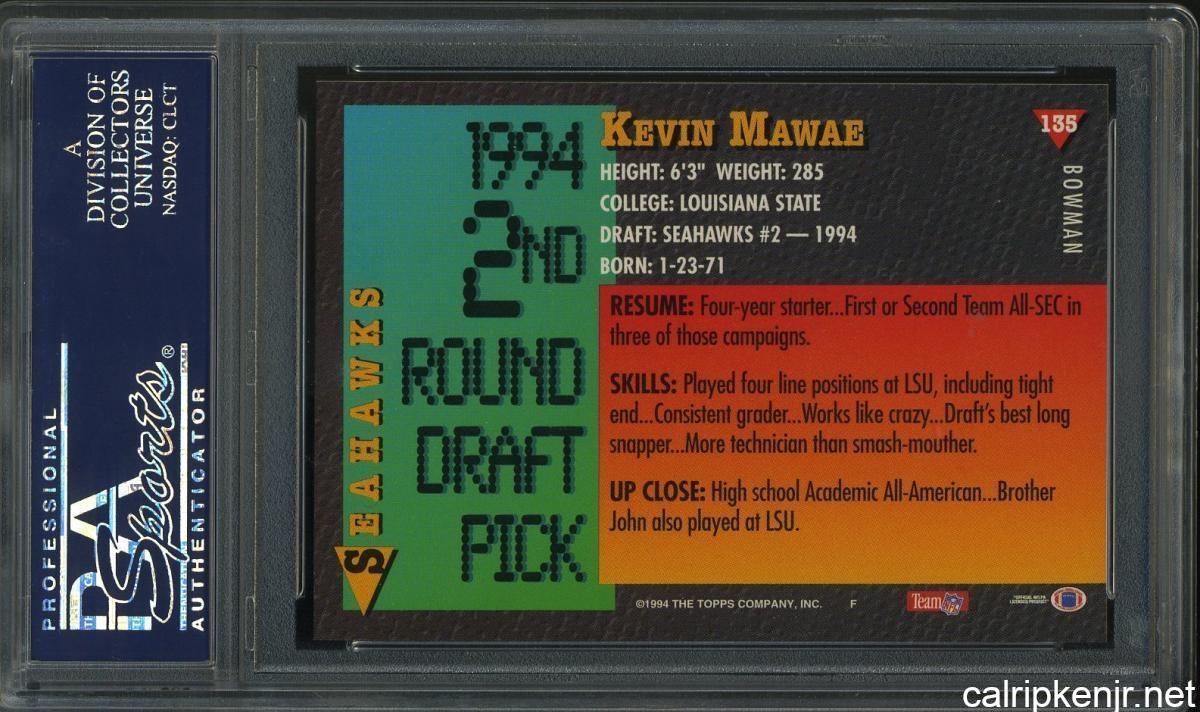 A
DIVISION OF
COLLECTORS
UNIVERSE
NASDAQ: CLCT
PROFESSIONAL
PSA
Sports®
AUTHENTICATOR
1994
2ND
ROUND
DRAFT
PICK
SEAHAWKS
KEVIN MAWAE
135
BOWMAN
HEIGHT: 6'3" WEIGHT: 285
COLLEGE: LOUISIANA STATE
DRAFT: SEAHAWKS #2 — 1994
BORN: 1-23-71
RESUME: Four-year starter...First or Second Team All-SEC in
three of those campaigns.
SKILLS: Played four line positions at LSU, including tight
end...Consistent grader...Works like crazy...Draft's best long
snapper...More technician than smash-mouther.
UP CLOSE: High school Academic All-American...Brother
John also played at LSU.
©1994 THE TOPPS COMPANY, INC. F
Team NFL
calripkenjr.net